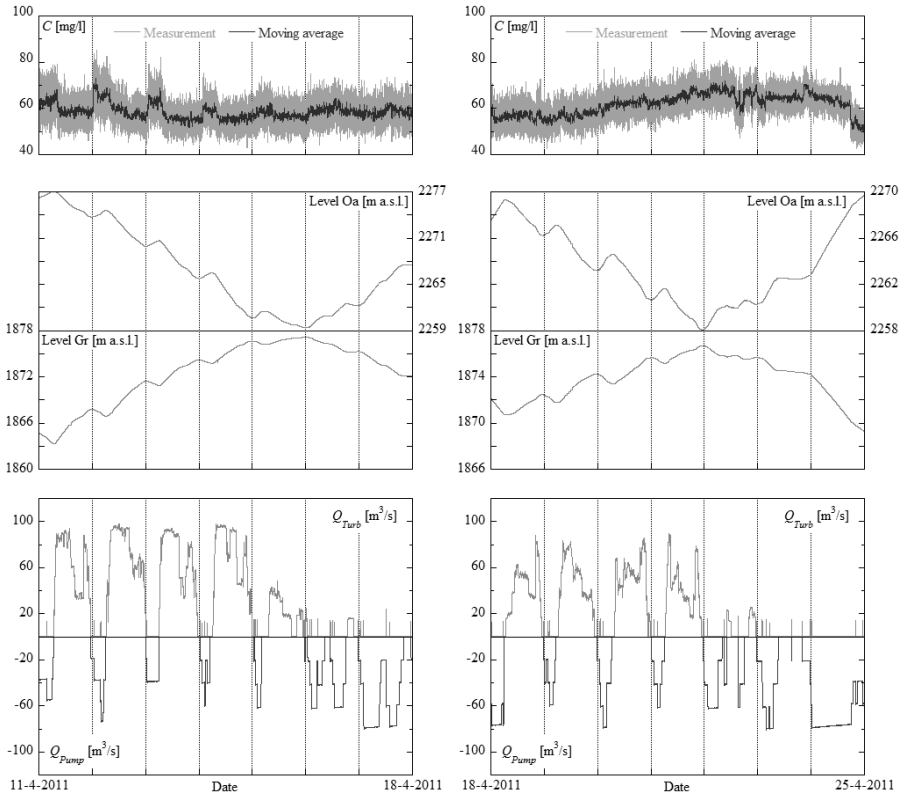 C [mg/l]
Measurement
Moving average
100
80
60
40
C [mg/l]
Measurement
Moving average
100
80
60
40
Level Oa [m a.s.l.]
2277
2271
2265
2259
1878
Level Gr [m a.s.l.]
1872
1866
1860
Level Oa [m a.s.l.]
2270
2266
2262
2258
1878
Level Gr [m a.s.l.]
1874
1870
1866
Q_Turb [m³/s]
100
60
20
-20
-60
-100
Q_Pump [m³/s]
11-4-2011
Date
18-4-2011
Q_Turb [m³/s]
100
60
20
-20
-60
-100
Q_Pump [m³/s]
18-4-2011
Date
25-4-2011